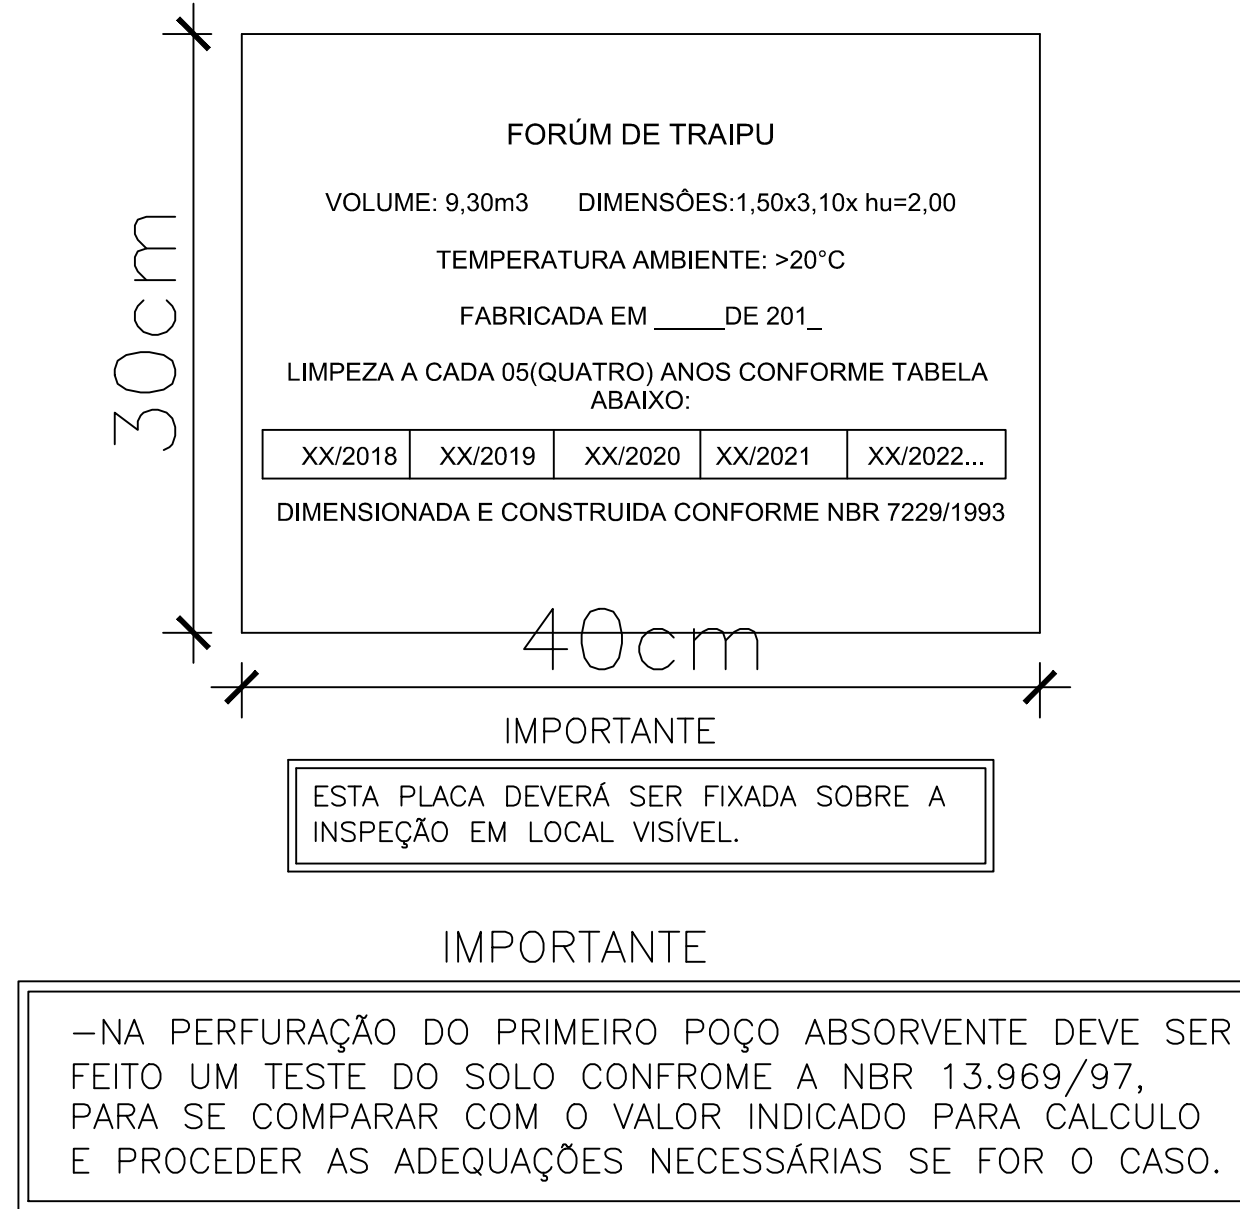 FORÚM DE TRAIPU
VOLUME: 9,30m3 DIMENSÔES:1,50x3,10x hu=2,00
TEMPERATURA AMBIENTE: >20°C
FABRICADA EM _____DE 201_
LIMPEZA A CADA 05(QUATRO) ANOS CONFORME TABELA
ABAIXO:
XX/2018 XX/2019 XX/2020 XX/2021 XX/2022...
DIMENSIONADA E CONSTRUIDA CONFORME NBR 7229/1993
30cm
40cm
IMPORTANTE
ESTA PLACA DEVERÁ SER FIXADA SOBRE A
INSPEÇÃO EM LOCAL VISÍVEL.
IMPORTANTE
-NA PERFURAÇÃO DO PRIMEIRO POÇO ABSORVENTE DEVE SER
FEITO UM TESTE DO SOLO CONFROME A NBR 13.969/97,
PARA SE COMPARAR COM O VALOR INDICADO PARA CALCULO
E PROCEDER AS ADEQUAÇÕES NECESSÁRIAS SE FOR O CASO.